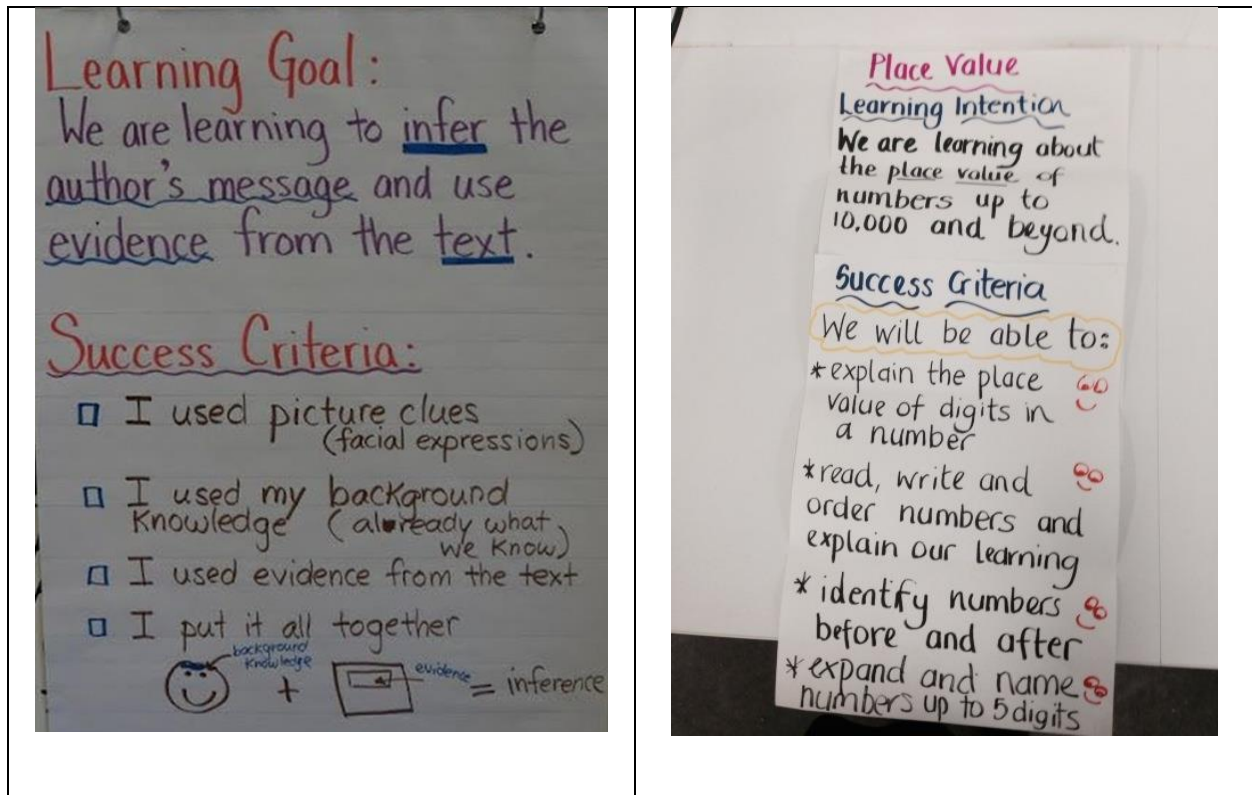 Learning Goal:
We are learning to infer the
author's message and use
evidence from the text.
Success Criteria:
I used picture clues
(facial expressions)
I used my background
Knowledge (already what
we know)
I used evidence from the text
I put it all together
background
knowledge
+
evidence
= inference
Place Value
Learning Intention
We are learning about
the place value of
numbers up to
10,000 and beyond.
Success Criteria
We will be able to:
*explain the place
value of digits in
a number
*read, write and
order numbers and
explain our learning
*identify numbers
before and after
*expand and name
numbers up to 5 digits